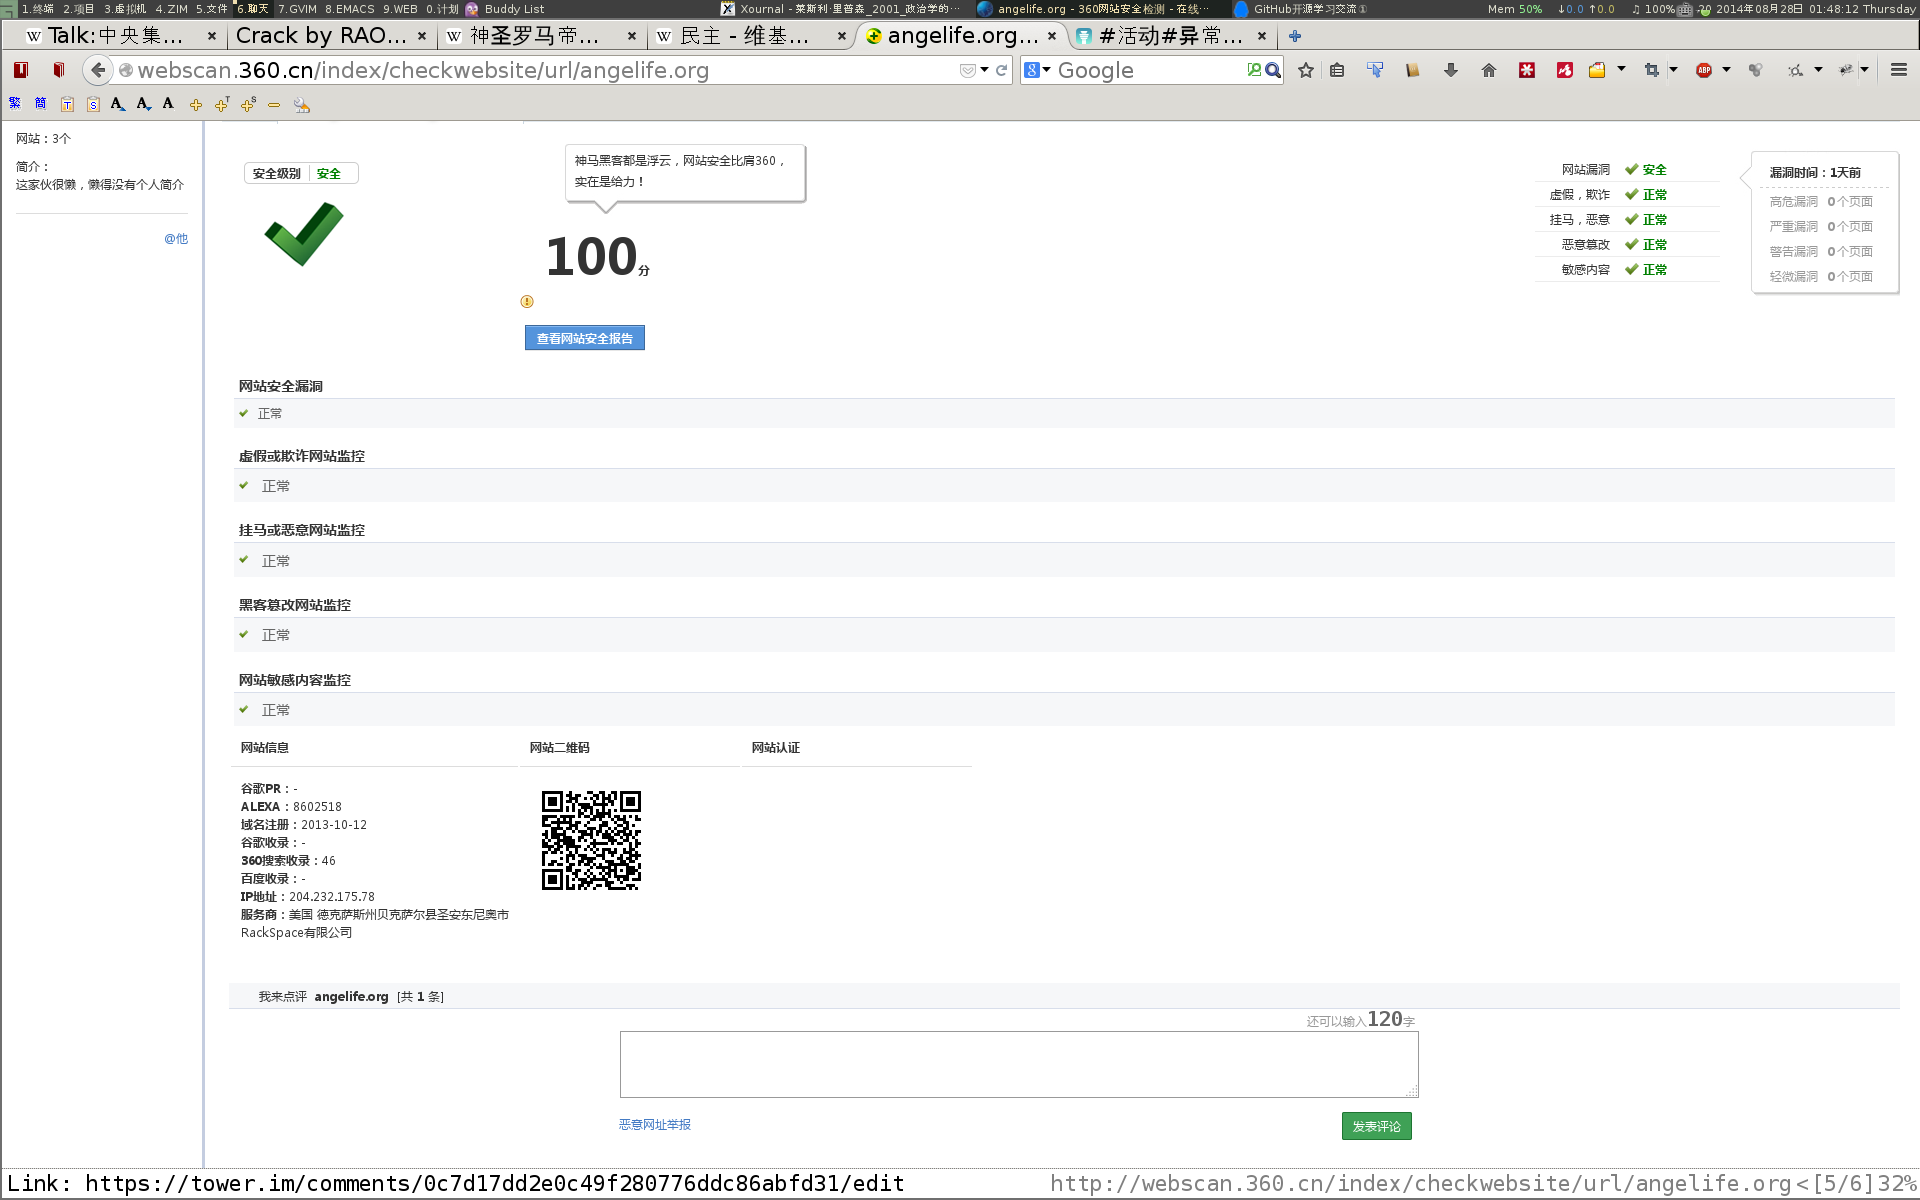 1.终端 2.项目 3.虚拟机 4.ZIM 5.文件 6.聊天 7.GVIM 8.EMACS 9.WEB 0.计划 Buddy List
Xournal - 莱斯利·里普森_2001_政治学的…
angelife.org - 360网站安全检测 - 在线…
GitHub开源学习交流①
Mem 50% ↓0.0 ↑0.0 ♫ 100% 2014年08月28日 01:48:12 Thursday
Talk:中央集...
Crack by RAO...
神圣罗马帝...
民主 - 维基...
angelife.org...
#活动#异常...
webscan.360.cn/index/checkwebsite/url/angelife.org
Google
繁 簡
网站：3个
简介：
这家伙很懒，懒得没有个人简介
@他
安全级别 安全
神马黑客都是浮云，网站安全比肩360，
实在是给力！
100分
查看网站安全报告
网站漏洞 安全
虚假，欺诈 正常
挂马，恶意 正常
恶意篡改 正常
敏感内容 正常
漏洞时间：1天前
高危漏洞 0个页面
严重漏洞 0个页面
警告漏洞 0个页面
轻微漏洞 0个页面
网站安全漏洞
正常
虚假或欺诈网站监控
正常
挂马或恶意网站监控
正常
黑客篡改网站监控
正常
网站敏感内容监控
正常
网站信息 网站二维码 网站认证
谷歌PR：-
ALEXA：8602518
域名注册：2013-10-12
谷歌收录：-
360搜索收录：46
百度收录：-
IP地址：204.232.175.78
服务商：美国 德克萨斯州贝克萨尔县圣安东尼奥市
RackSpace有限公司
我来点评 angelife.org [共 1 条]
还可以输入120字
恶意网址举报
发表评论
Link: https://tower.im/comments/0c7d17dd2e0c49f280776ddc86abfd31/edit
http://webscan.360.cn/index/checkwebsite/url/angelife.org<[5/6]32%